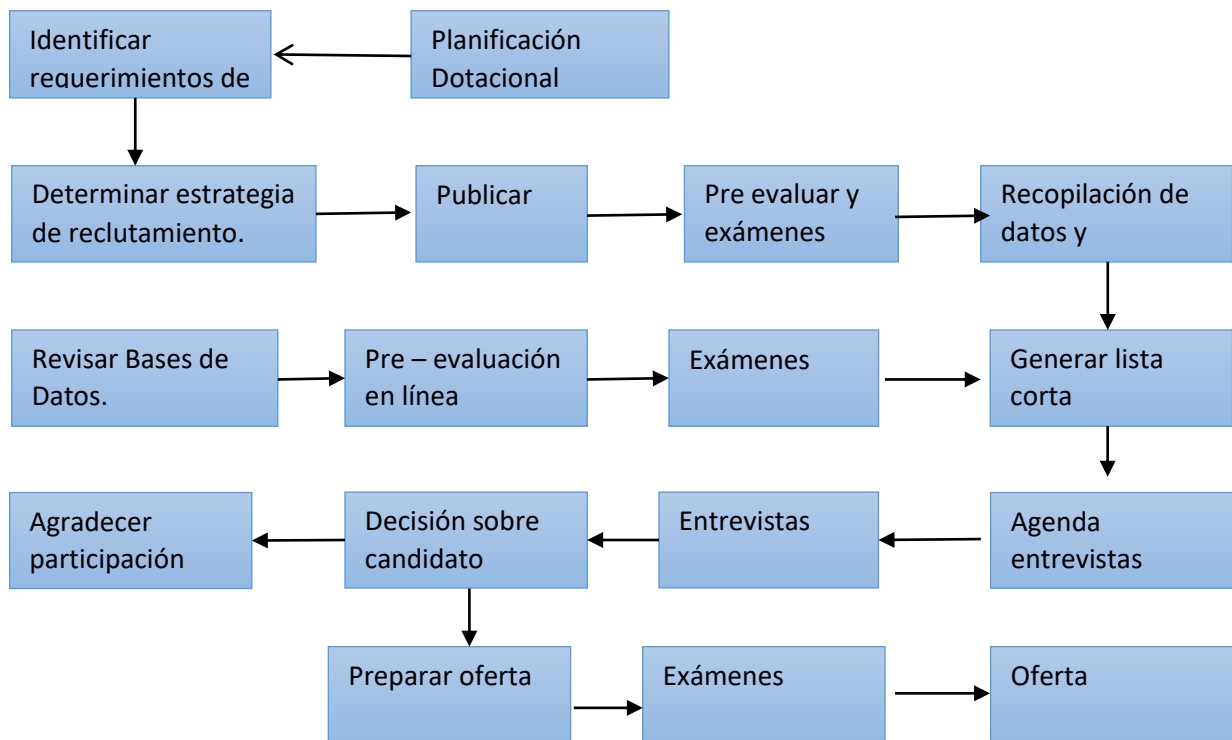 Identificar
requerimientos de
Planificación
Dotacional
Determinar estrategia
de reclutamiento.
Publicar
Pre evaluar y
exámenes
Recopilación de
datos y
Revisar Bases de
Datos.
Pre – evaluación
en línea
Exámenes
Generar lista
corta
Agradecer
participación
Decisión sobre
candidato
Entrevistas
Agenda
entrevistas
Preparar oferta
Exámenes
Oferta